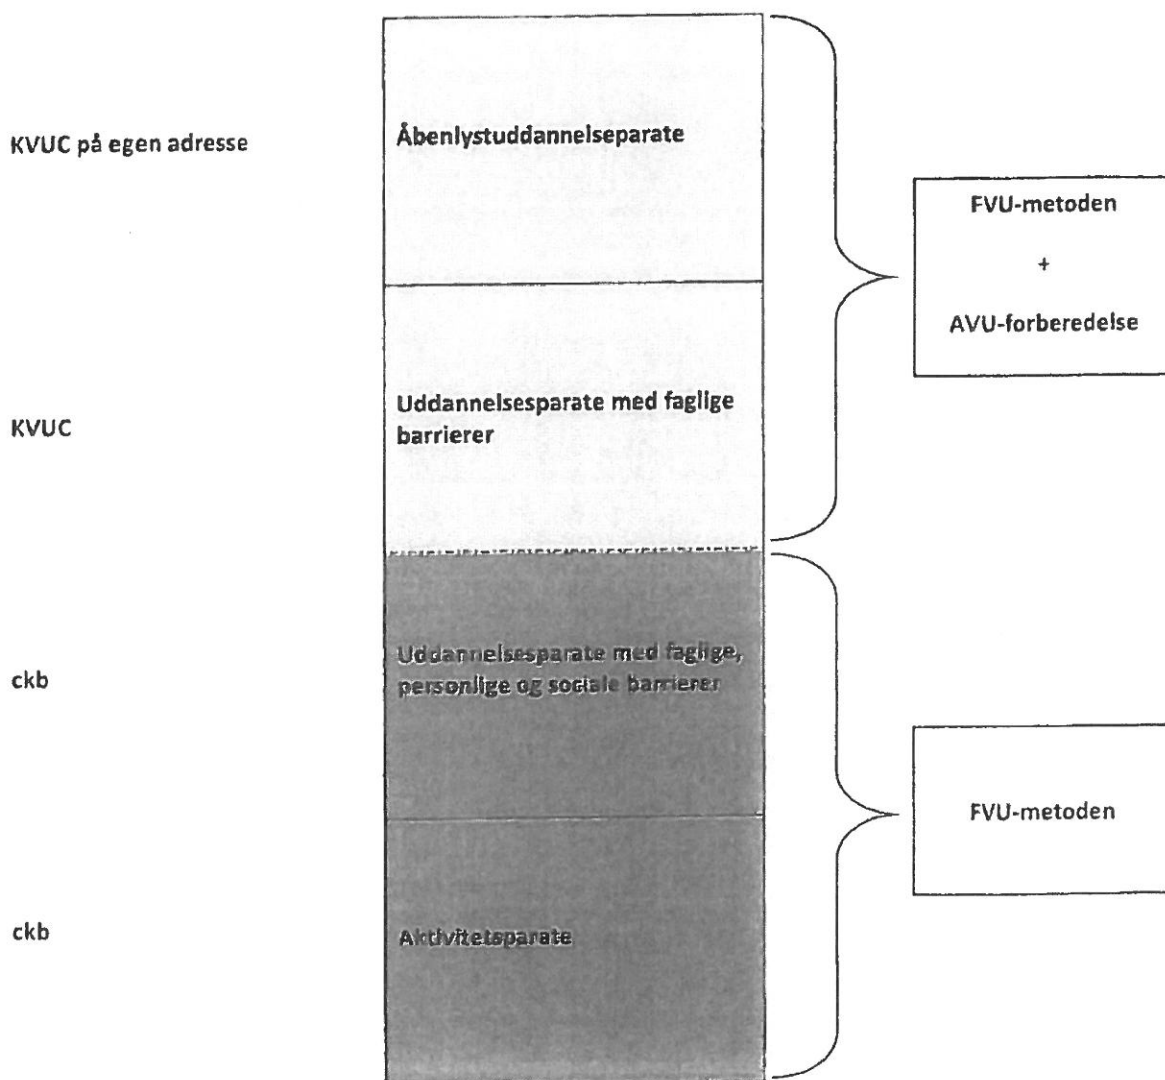 KVUC på egen adresse
Åbenlystuddannelseparate
FVU-metoden
+
AVU-forberedelse
KVUC
Uddannelsesparate med faglige
barrierer
ckb
Uddannelsesparate med faglige,
personlige og sociale barrierer
FVU-metoden
ckb
Aktivitetsparate